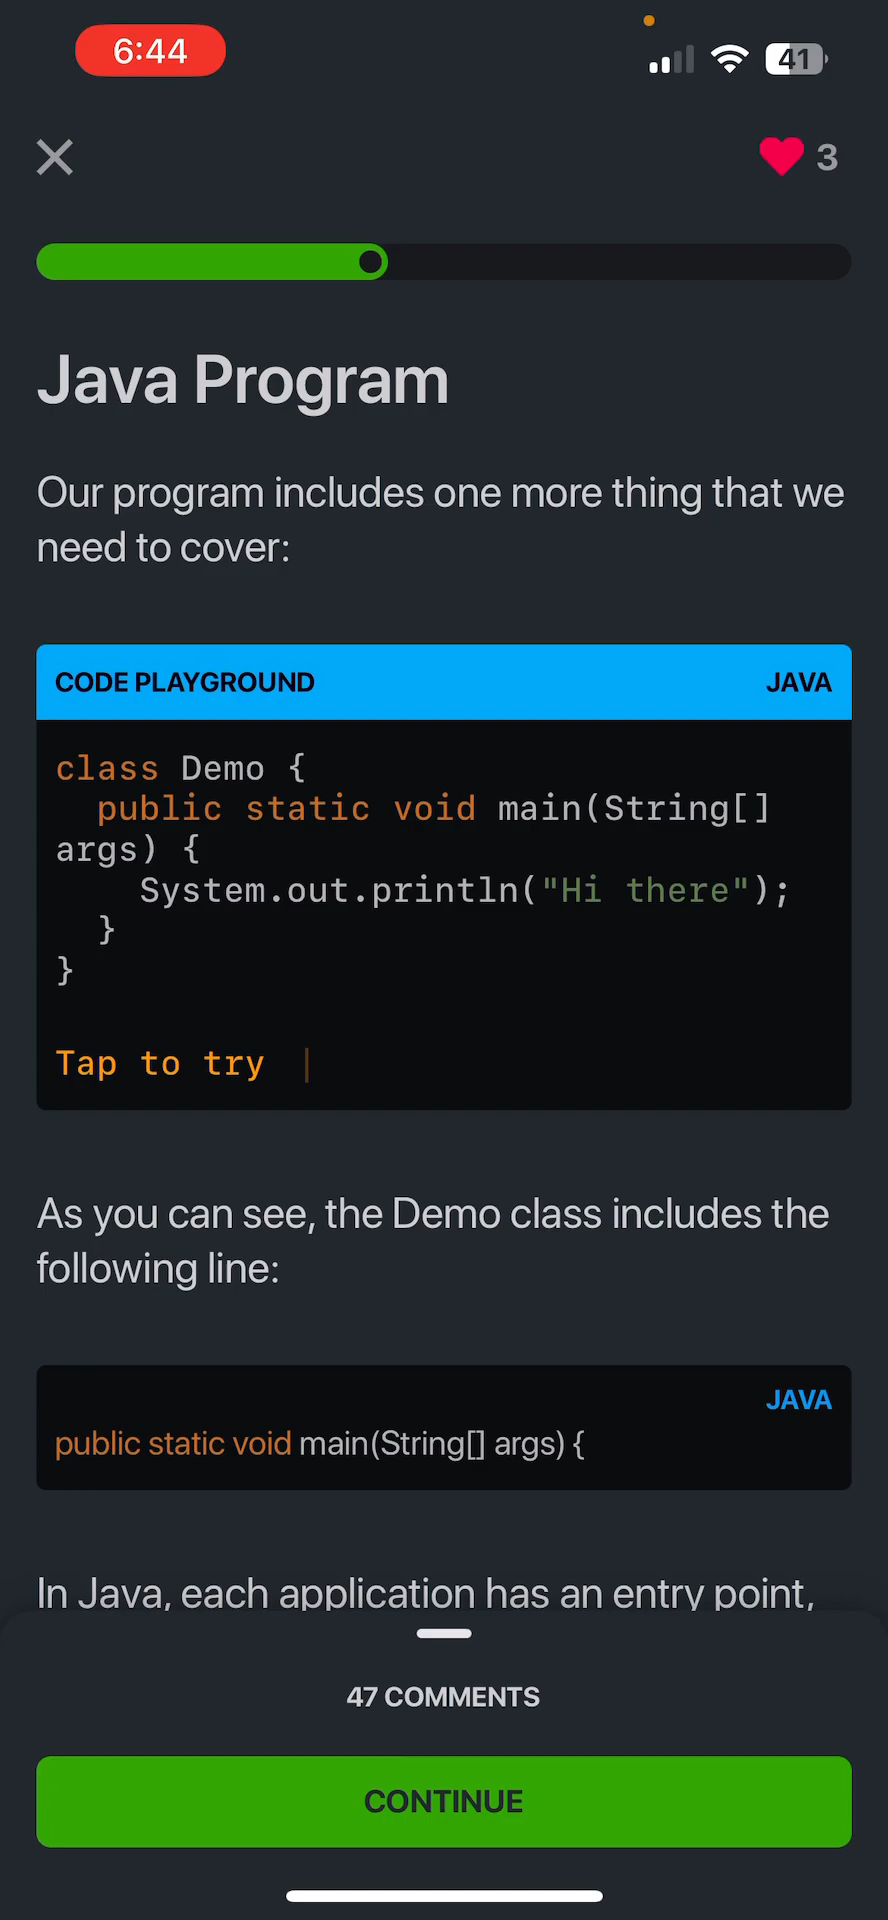 6:44
41
3
Java Program
Our program includes one more thing that we
need to cover:
CODE PLAYGROUND JAVA
class Demo {
  public static void main(String[]
args) {
    System.out.println("Hi there");
  }
}
Tap to try
As you can see, the Demo class includes the
following line:
JAVA
public static void main(String[] args) {
In Java, each application has an entry point,
47 COMMENTS
CONTINUE